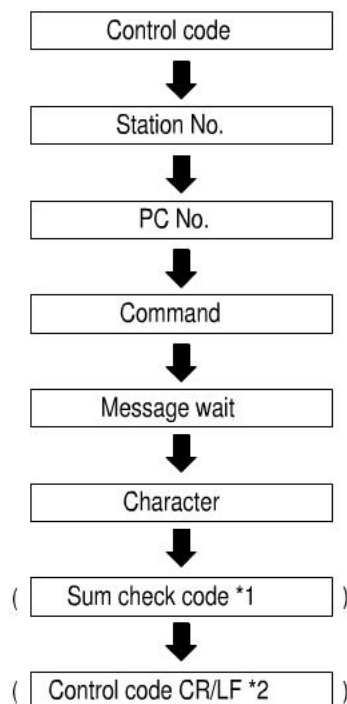 Control code
Station No.
PC No.
Command
Message wait
Character
( Sum check code *1 )
( Control code CR/LF *2 )